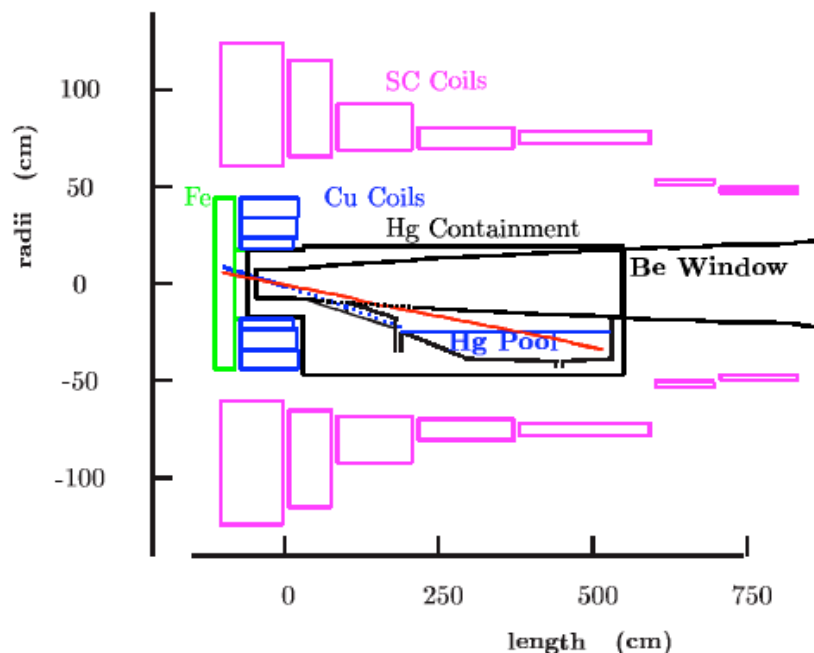 100
SC Coils
50
Fe
Cu Coils
Hg Containment
radii (cm)
0
Be Window
Hg Pool
-50
-100
0
250
500
750
length (cm)